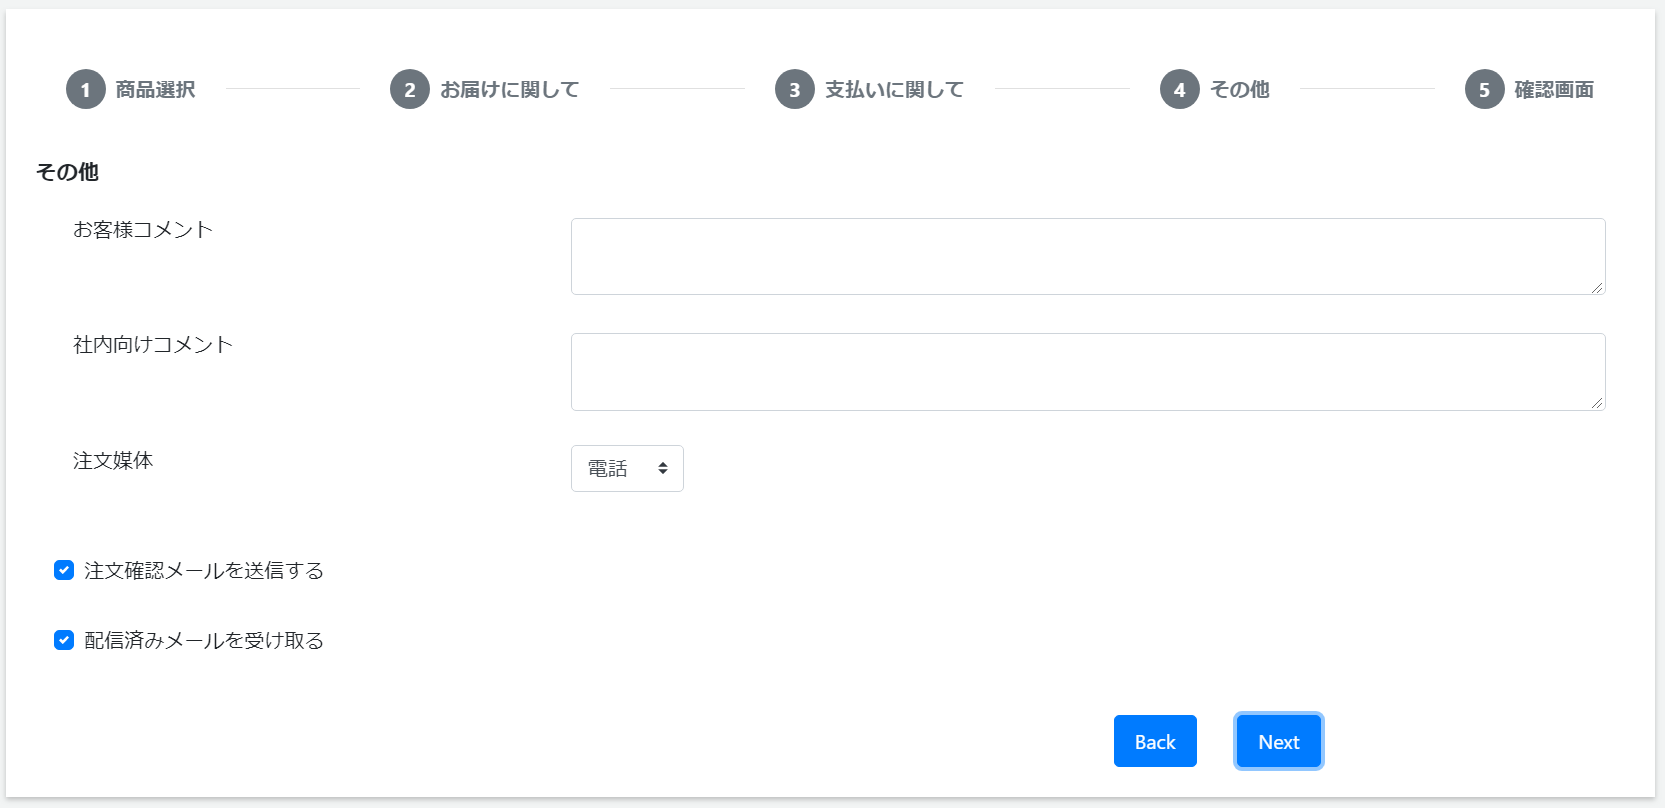 1 商品選択 2 お届けに関して 3 支払いに関して 4 その他 5 確認画面
その他
お客様コメント
社内向けコメント
注文媒体 電話
注文確認メールを送信する
配信済みメールを受け取る
Back Next